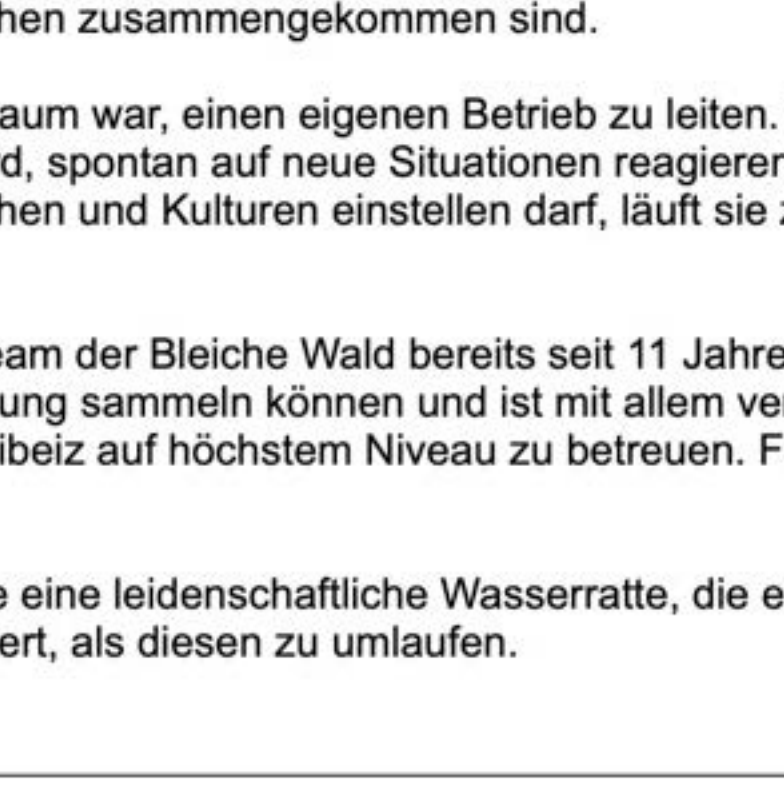 hen zusammengekommen sind.
aum war, einen eigenen Betrieb zu leiten.
d, spontan auf neue Situationen reagieren
hen und Kulturen einstellen darf, läuft sie z
eam der Bleiche Wald bereits seit 11 Jahre
ung sammeln können und ist mit allem ver
ibeiz auf höchstem Niveau zu betreuen. F
e eine leidenschaftliche Wasserratte, die e
ert, als diesen zu umlaufen.